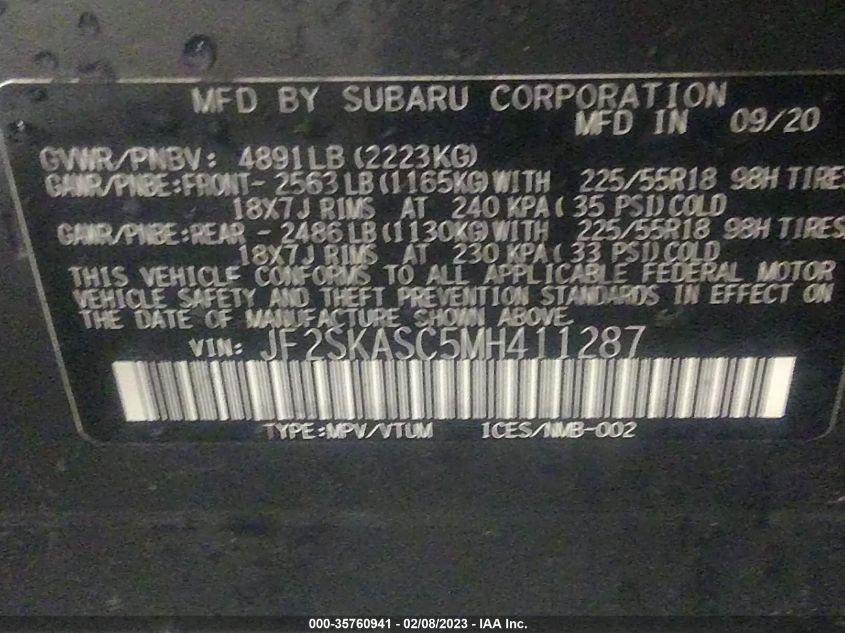 MFD BY SUBARU CORPORATION
MFD IN 09/20
GVWR/PNBV: 4891LB (2223KG)
GAWR/PNBE:FRONT- 2563 LB (1165KG)WITH 225/55R18 98H TIRES
18X7J RIMS AT 240 KPA( 35 PSI)COLD
GAWR/PNBE:REAR - 2486 LB (1130KG)WITH 225/55R18 98H TIRES
18X7J RIMS AT 230 KPA( 33 PSI)COLD
THIS VEHICLE CONFORMS TO ALL APPLICABLE FEDERAL MOTOR
VEHICLE SAFETY AND THEFT PREVENTION STANDARDS IN EFFECT ON
THE DATE OF MANUFACTURE SHOWN ABOVE.
VIN: JF2SKASC5MH411287
TYPE:MPV/VTUM ICES/NMB-002
000-35760941 - 02/08/2023 - IAA Inc.